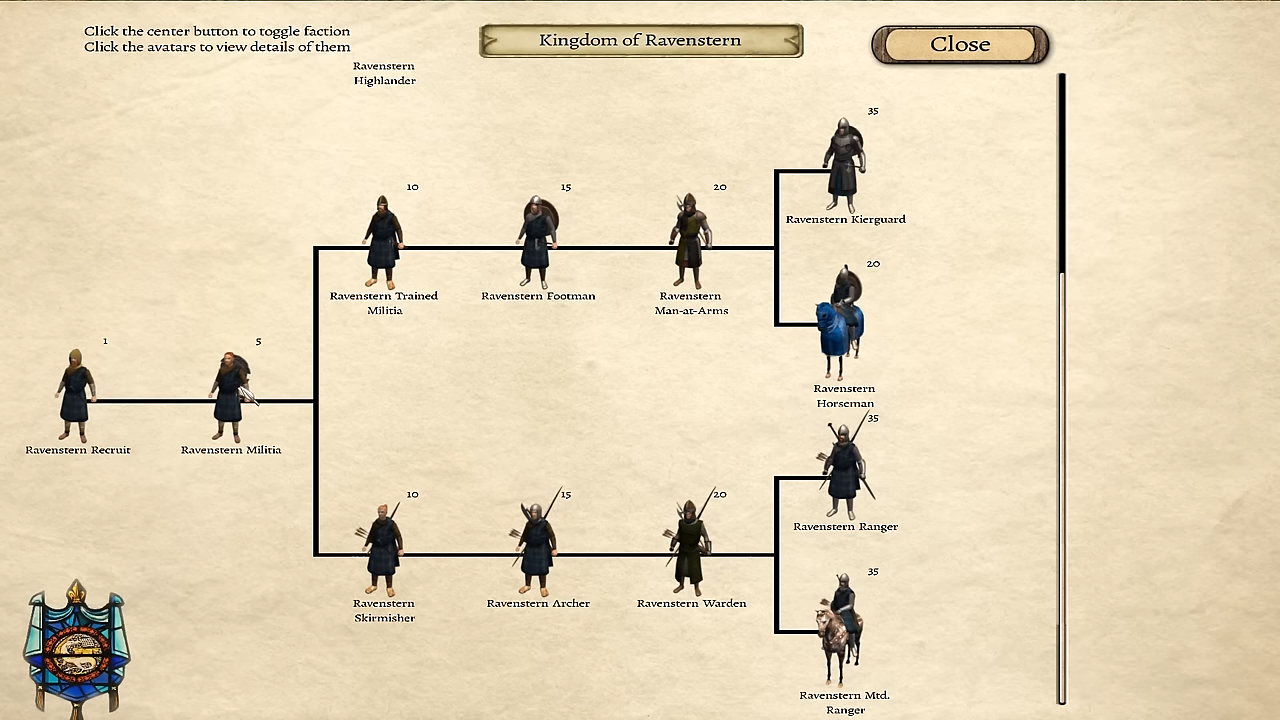 Click the center button to toggle faction
Click the avatars to view details of them
Kingdom of Ravenstern
Close
Ravenstern
Highlander
35
Ravenstern Kierguard
10
15
20
Ravenstern Trained
Militia
Ravenstern Footman
Ravenstern
Man-at-Arms
20
Ravenstern
Horseman
1
5
Ravenstern Recruit
Ravenstern Militia
35
Ravenstern Ranger
10
15
20
Ravenstern
Skirmisher
Ravenstern Archer
Ravenstern Warden
35
Ravenstern Mtd.
Ranger